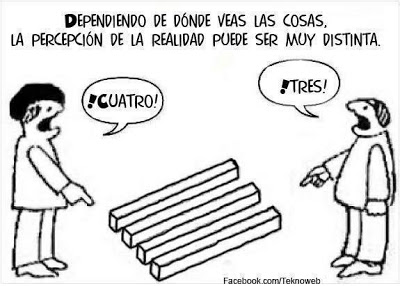 DEPENDIENDO DE DÓNDE VEAS LAS COSAS,
LA PERCEPCIÓN DE LA REALIDAD PUEDE SER MUY DISTINTA.
!CUATRO!
!TRES!
Facebook.com/Teknoweb